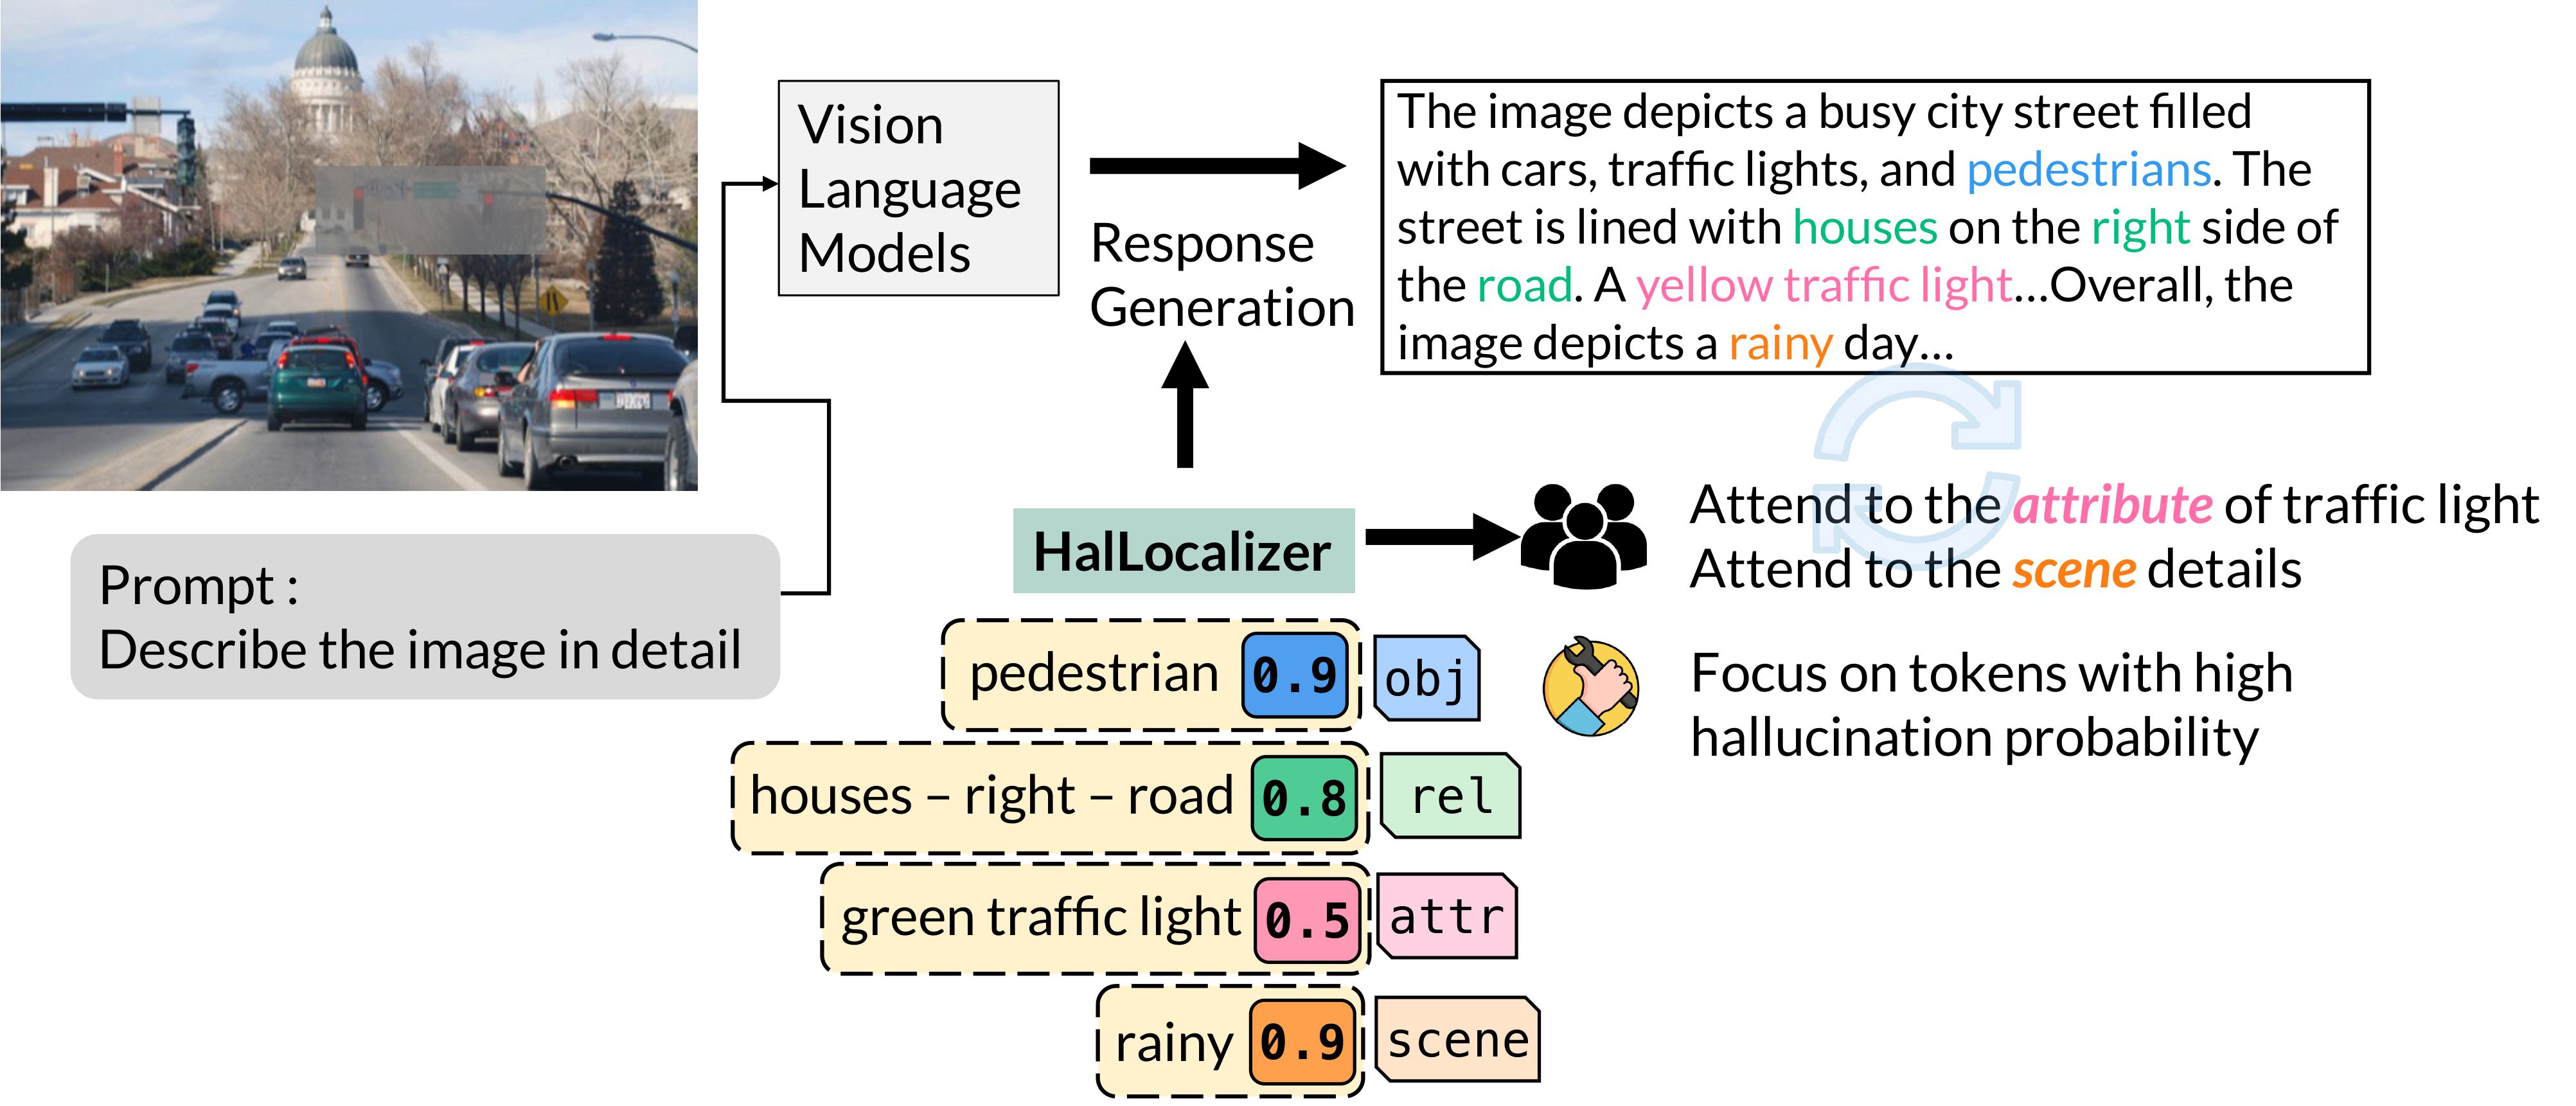 Vision
Language
Models
Response
Generation
The image depicts a busy city street filled
with cars, traffic lights, and pedestrians. The
street is lined with houses on the right side of
the road. A yellow traffic light...Overall, the
image depicts a rainy day...
Prompt :
Describe the image in detail
HalLocalizer
Attend to the attribute of traffic light
Attend to the scene details
Focus on tokens with high
hallucination probability
pedestrian 0.9 obj
houses – right – road 0.8 rel
green traffic light 0.5 attr
rainy 0.9 scene